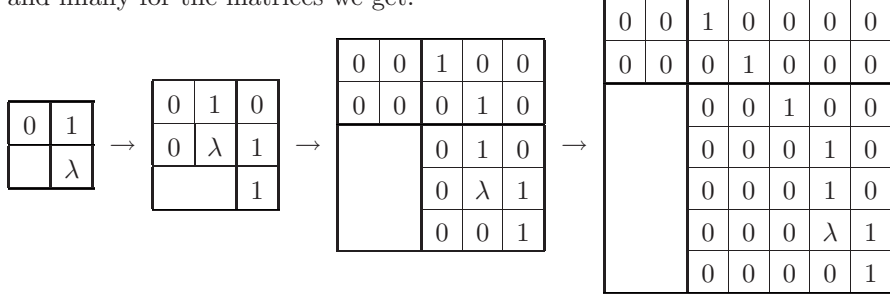 and finally for the matrices we get:
0 1
λ
→
0 1 0
0 λ 1
1
→
0 0 1 0 0
0 0 0 1 0
0 1 0
0 λ 1
0 0 1
→
0 0 1 0 0 0 0
0 0 0 1 0 0 0
0 0 1 0 0
0 0 0 1 0
0 0 0 1 0
0 0 0 λ 1
0 0 0 0 1